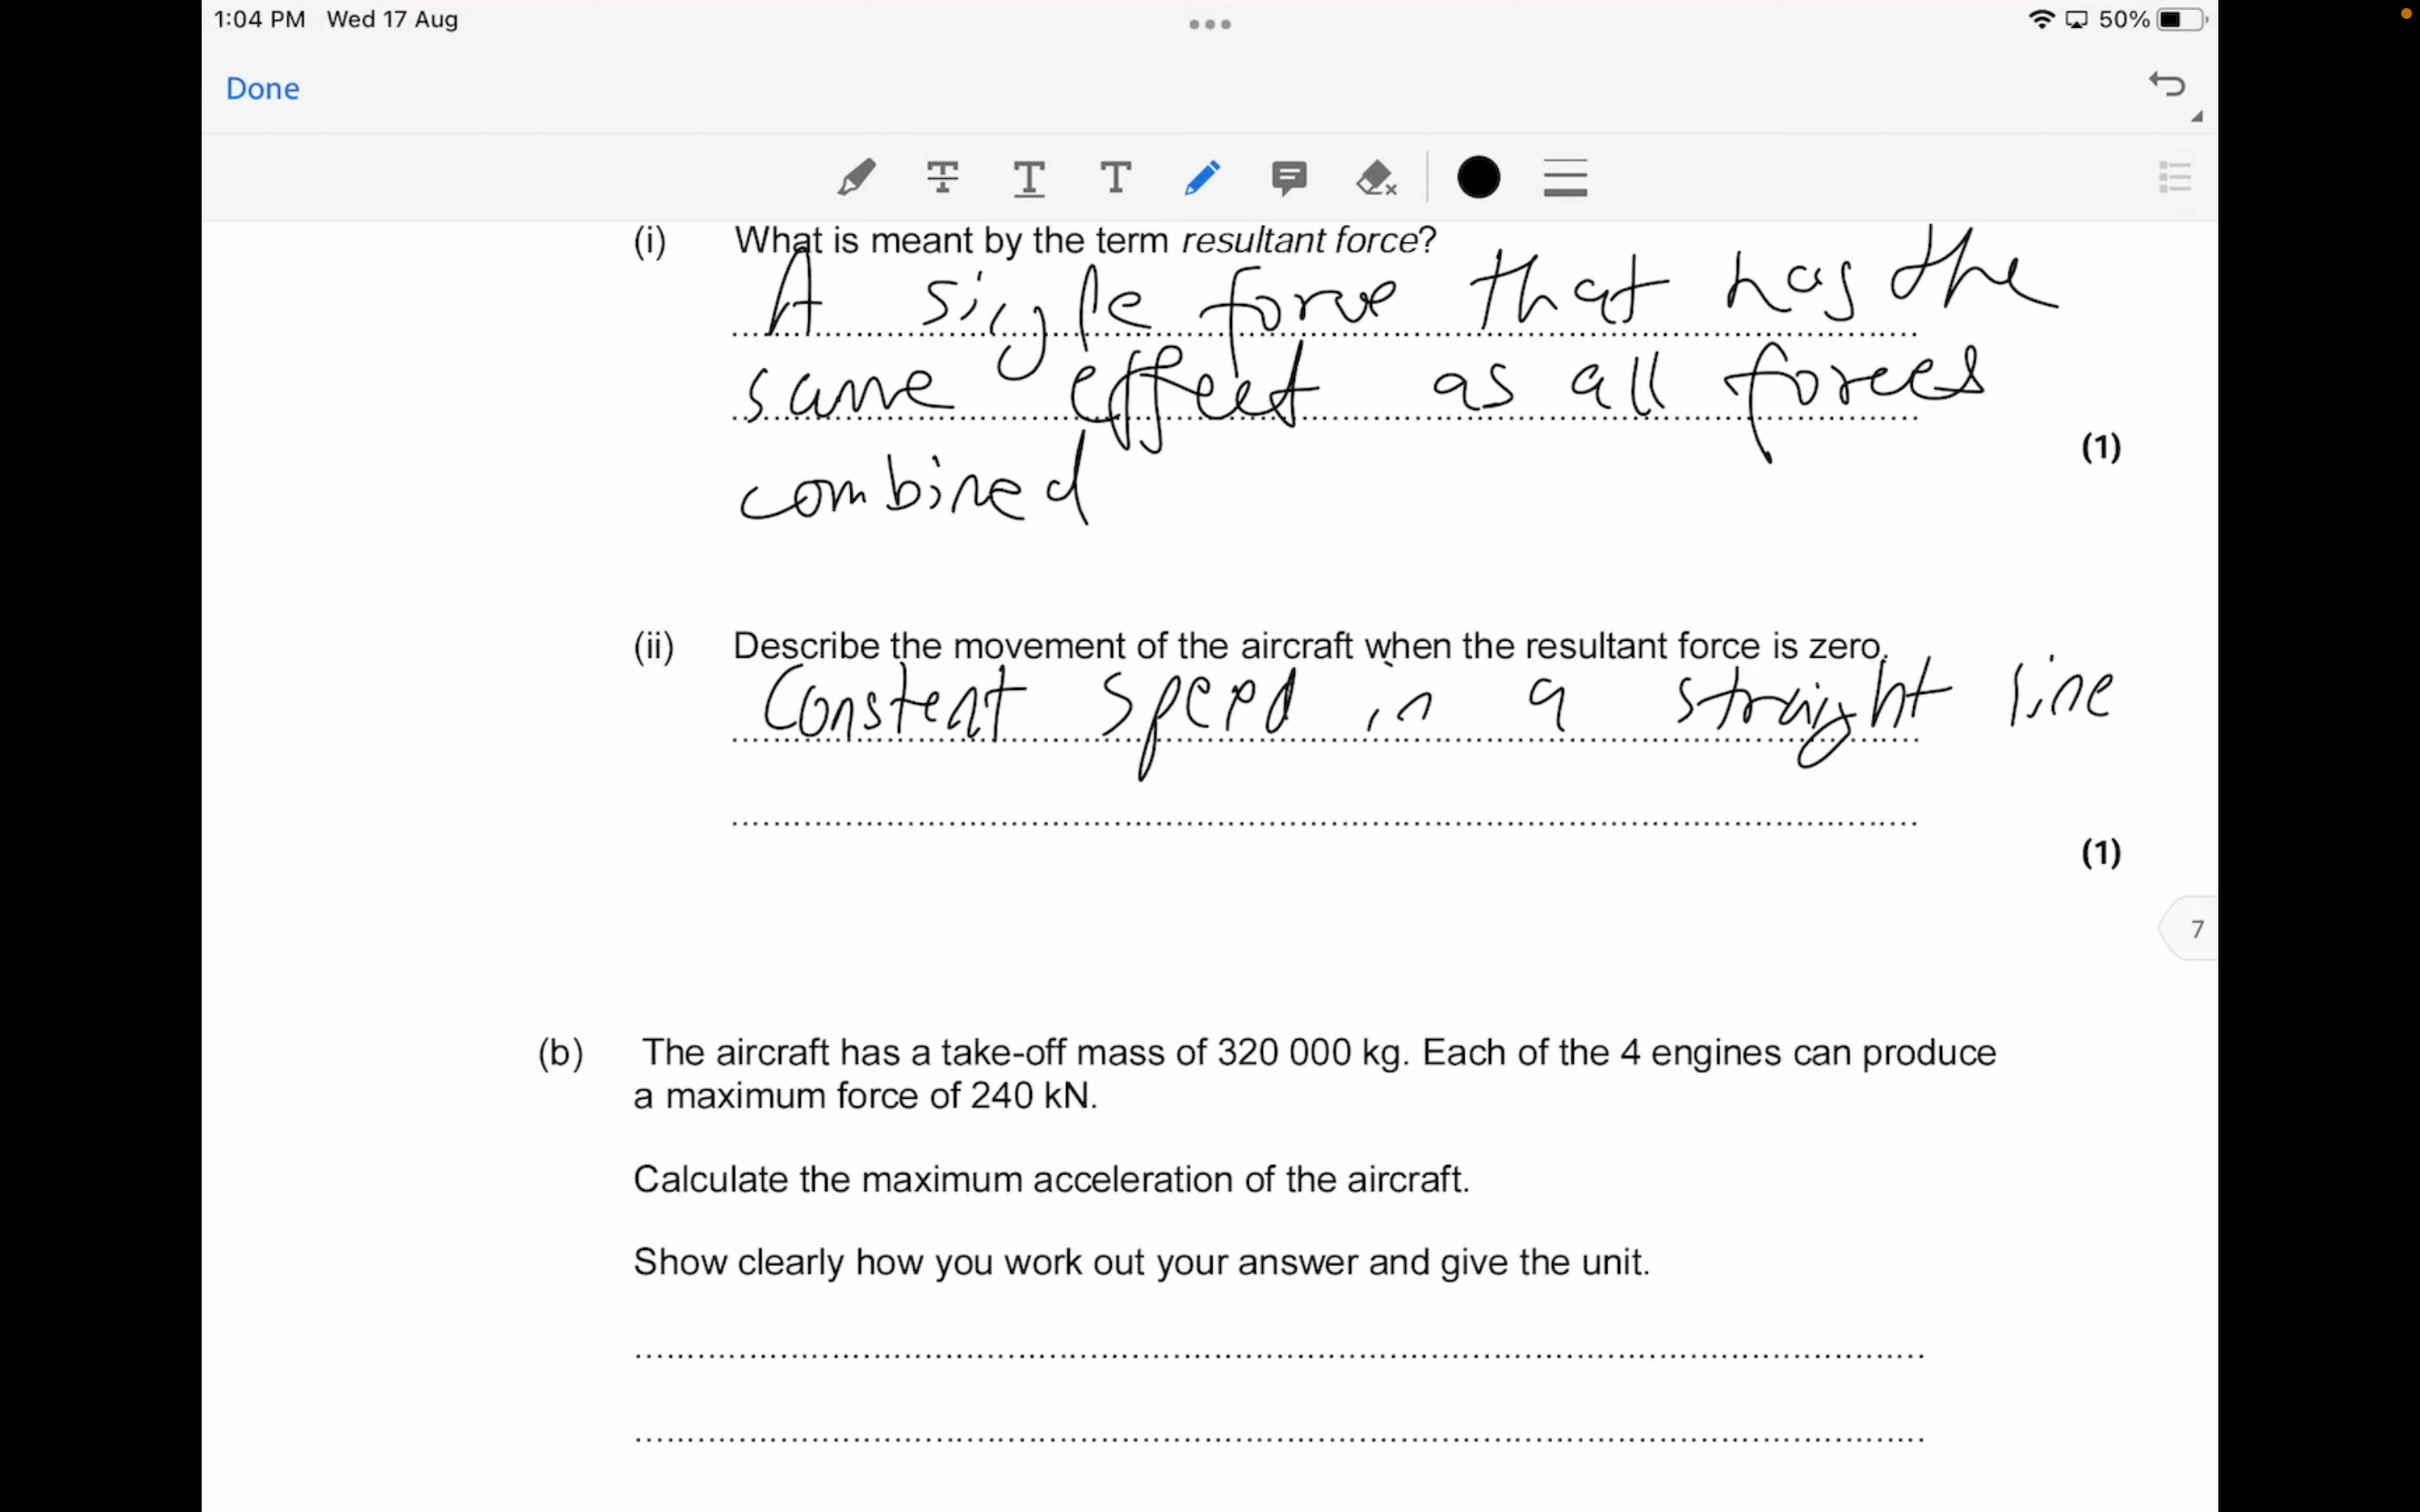 1:04 PM Wed 17 Aug
50%
Done
(i) What is meant by the term resultant force?
A single force that has the
same effect as all forces
(1)
combined
(ii) Describe the movement of the aircraft when the resultant force is zero.
Constent speed in a straight line
(1)
7
(b) The aircraft has a take-off mass of 320 000 kg. Each of the 4 engines can produce
a maximum force of 240 kN.
Calculate the maximum acceleration of the aircraft.
Show clearly how you work out your answer and give the unit.